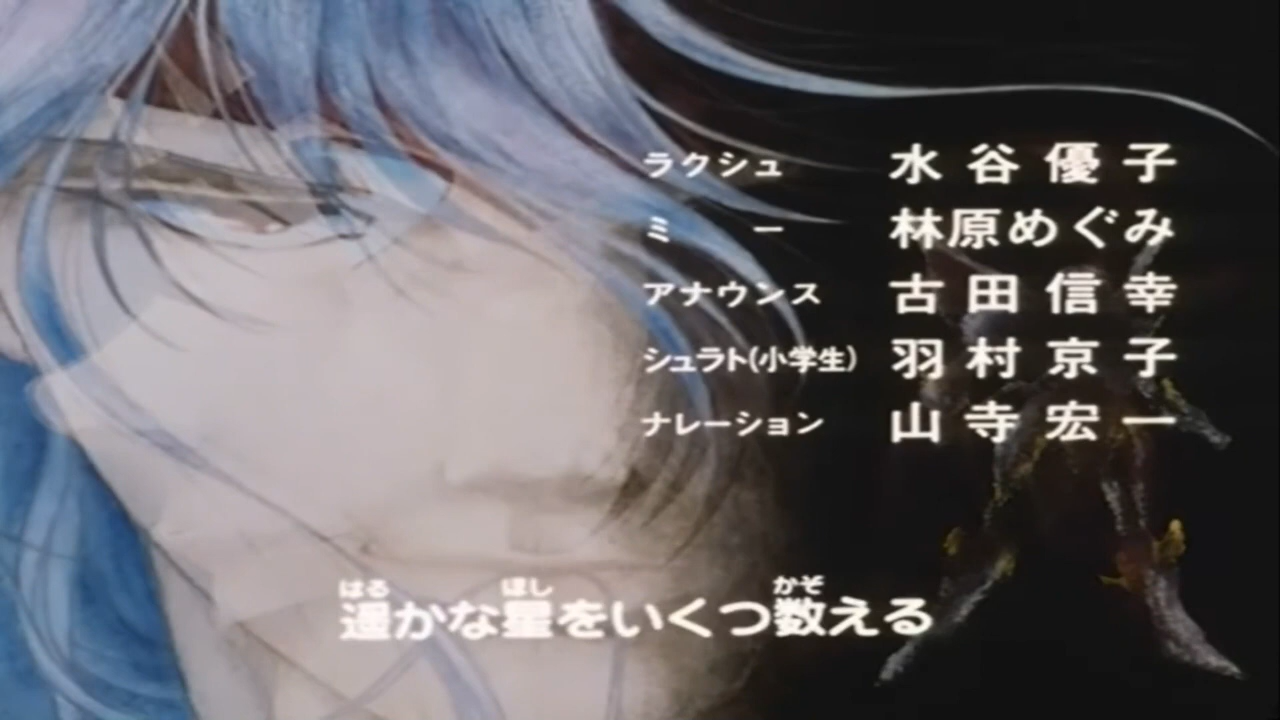 ラクシュ 水谷優子
ミー 林原めぐみ
アナウンス 古田信幸
シュラト(小学生) 羽村京子
ナレーション 山寺宏一
はる ほし かぞ
遥かな星をいくつ数える